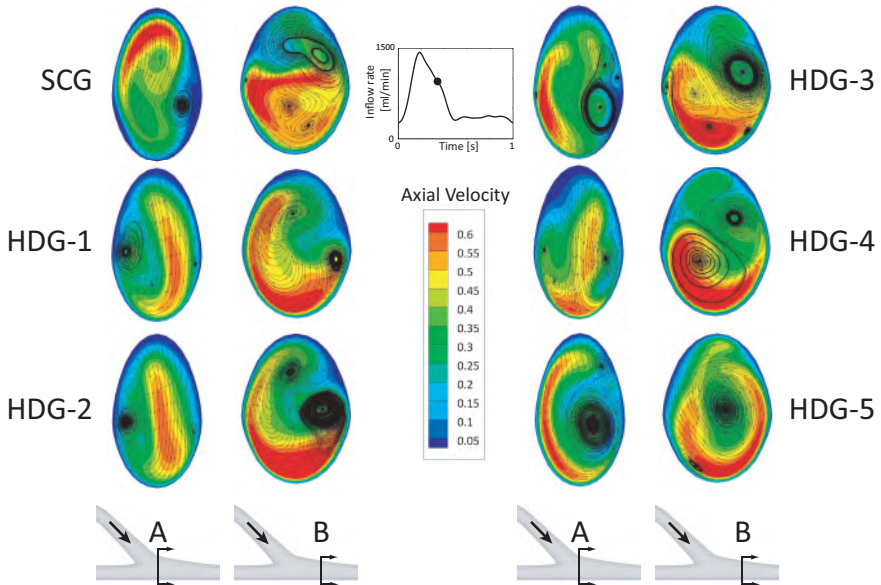 SCG
HDG-1
HDG-2
1500
Inflow rate
[ml/min]
0
0
Time [s]
1
Axial Velocity
0.6
0.55
0.5
0.45
0.4
0.35
0.3
0.25
0.2
0.15
0.1
0.05
HDG-3
HDG-4
HDG-5
A
B
A
B